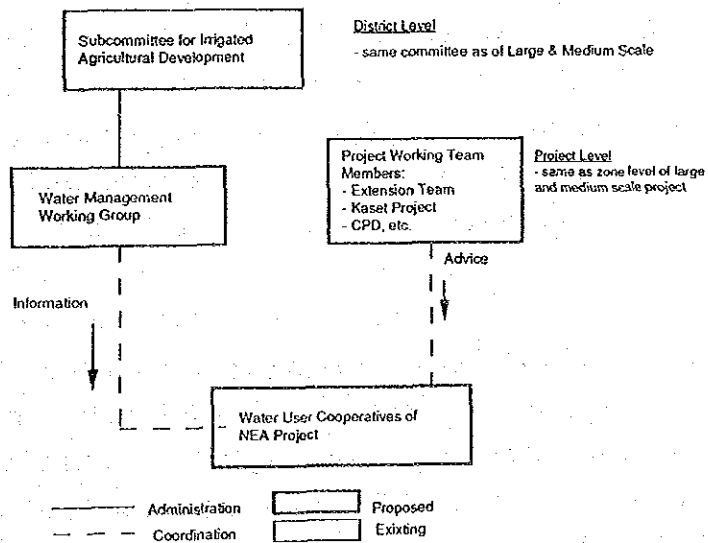 Subcommittee for Irrigated
Agricultural Development
District Level
- same committee as of Large & Medium Scale
Water Management
Working Group
Project Working Team
Members:
- Extension Team
- Kaset Project
- CPD, etc.
Project Level
- same as zone level of large
and medium scale project
Information
Advice
Water User Cooperatives of
NEA Project
Administration
Proposed
Coordination
Exixting